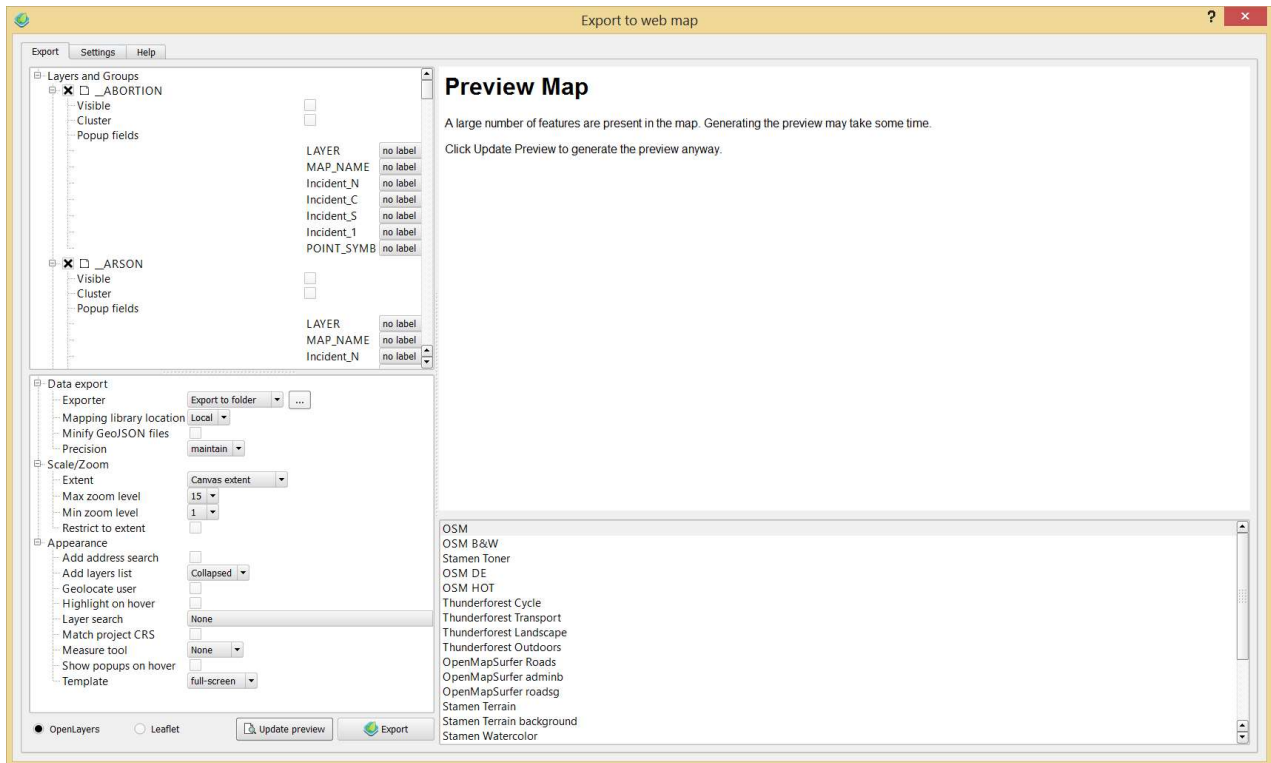 Export to web map
?
Export Settings Help
Layers and Groups
__ABORTION
Visible
Cluster
Popup fields
LAYER no label
MAP_NAME no label
Incident_N no label
Incident_C no label
Incident_S no label
Incident_1 no label
POINT_SYMB no label
__ARSON
Visible
Cluster
Popup fields
LAYER no label
MAP_NAME no label
Incident_N no label
Data export
Exporter Export to folder ...
Mapping library location Local
Minify GeoJSON files
Precision maintain
Scale/Zoom
Extent Canvas extent
Max zoom level 15
Min zoom level 1
Restrict to extent
Appearance
Add address search
Add layers list Collapsed
Geolocate user
Highlight on hover
Layer search None
Match project CRS
Measure tool None
Show popups on hover
Template full-screen
OpenLayers Leaflet Update preview Export
Preview Map
A large number of features are present in the map. Generating the preview may take some time.
Click Update Preview to generate the preview anyway.
OSM
OSM B&W
Stamen Toner
OSM DE
OSM HOT
Thunderforest Cycle
Thunderforest Transport
Thunderforest Landscape
Thunderforest Outdoors
OpenMapSurfer Roads
OpenMapSurfer adminb
OpenMapSurfer roadsg
Stamen Terrain
Stamen Terrain background
Stamen Watercolor